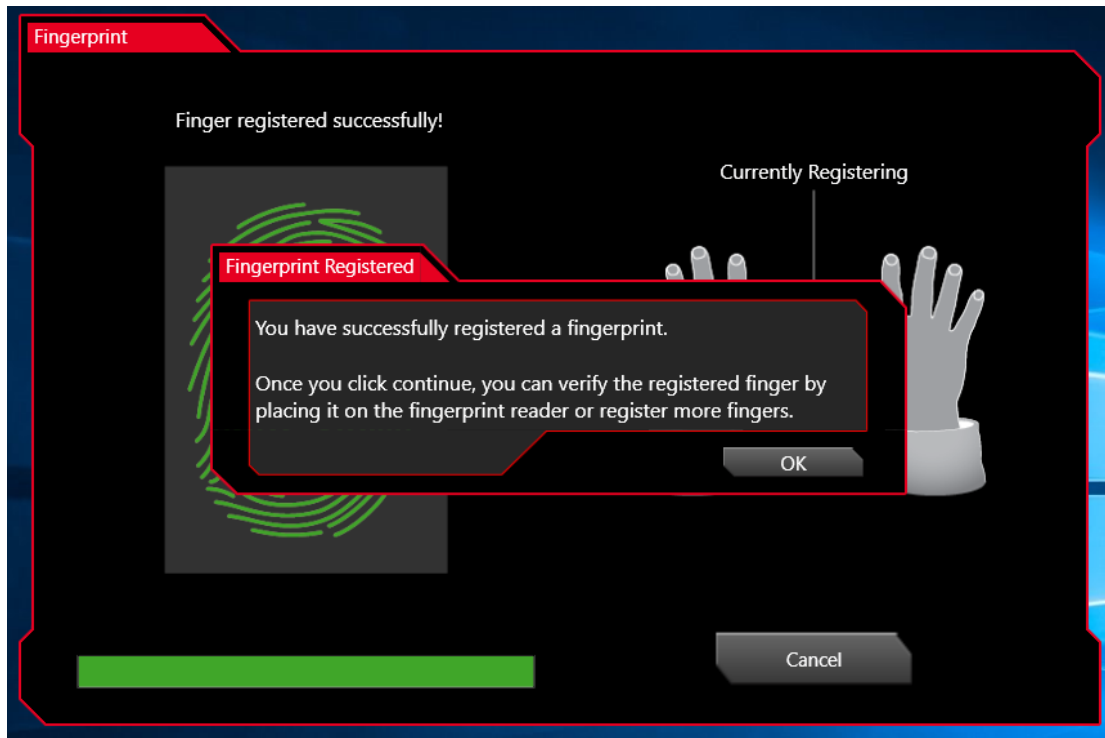 Fingerprint
Finger registered successfully!
Currently Registering
Fingerprint Registered
You have successfully registered a fingerprint.
Once you click continue, you can verify the registered finger by
placing it on the fingerprint reader or register more fingers.
OK
Cancel